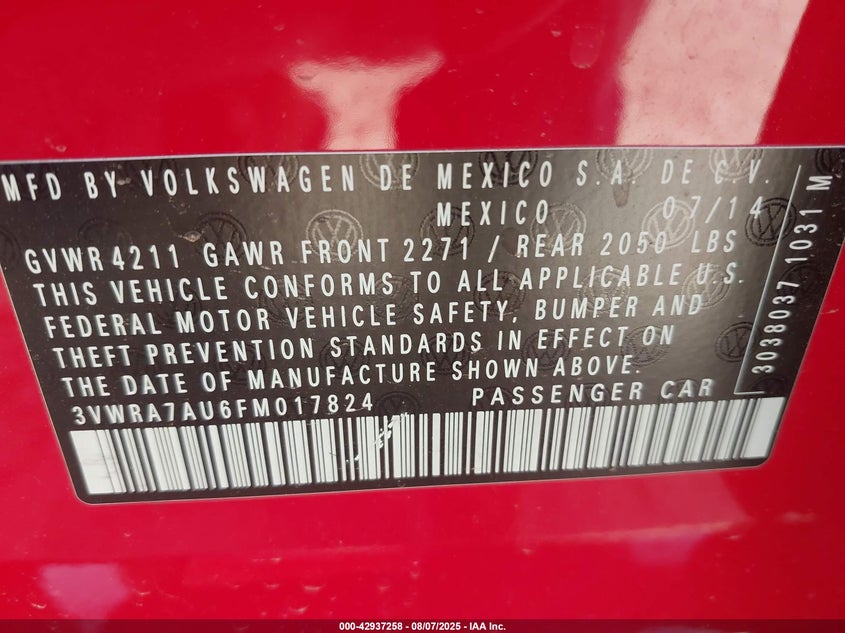 MFD BY VOLKSWAGEN DE MEXICO S.A. DE C.V.
MEXICO 07/14
GVWR 4211 GAWR FRONT 2271 / REAR 2050 LBS
THIS VEHICLE CONFORMS TO ALL APPLICABLE U.S.
FEDERAL MOTOR VEHICLE SAFETY, BUMPER AND
THEFT PREVENTION STANDARDS IN EFFECT ON
THE DATE OF MANUFACTURE SHOWN ABOVE.
3VWRA7AU6FM017824 PASSENGER CAR
3038037 1031 M
000-42937258 - 08/07/2025 - IAA Inc.